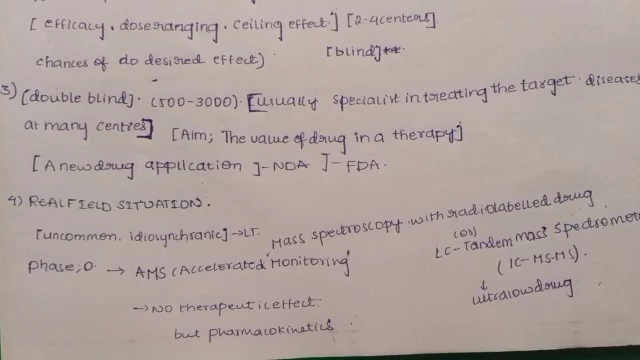 [efficacy. doseranging. ceiling effect.] [2-4centers]
chances of do desired effect) [blind]**.
3) [double blind]. (500-3000). [usually specialist in treating the target diseases
at many centres] [Aim; The value of drug in a therapy]
[A new drug application ]-NDA ]-FDA.
4) REALFIELD SITUATION.
[uncommon, idiosynchranic] → LT.
Mass spectroscopy with radiolabelled drug
phase,0. → AMS (Accelerated Monitoring)
(or)
LC-Tandem mass Spectromet
(LC-MS-MS).
↓
ultralowdrug
→ No therapeutic effect.
but pharmacokinetics.